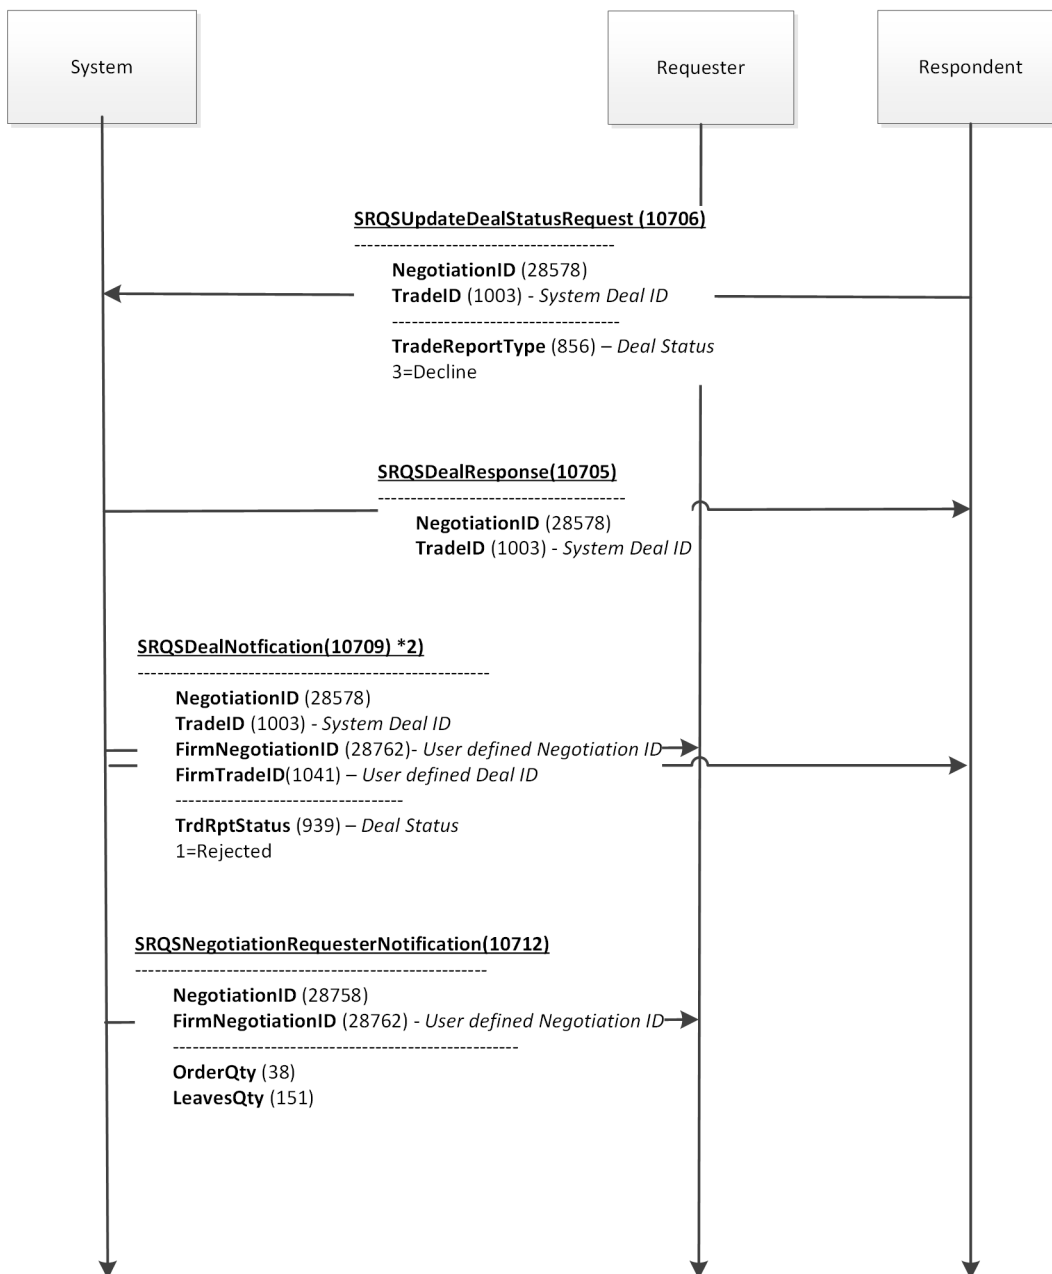 System
Requester
Respondent
SRQSUpdateDealStatusRequest (10706)
----------------------------------------
NegotiationID (28578)
TradeID (1003) - System Deal ID
-----------------------------------
TradeReportType (856) – Deal Status
3=Decline
SRQSDealResponse(10705)
--------------------------------------
NegotiationID (28578)
TradeID (1003) - System Deal ID
SRQSDealNotfication(10709) *2)
------------------------------------------------------
NegotiationID (28578)
TradeID (1003) - System Deal ID
FirmNegotiationID (28762)- User defined Negotiation ID
FirmTradeID(1041) – User defined Deal ID
-----------------------------------
TrdRptStatus (939) – Deal Status
1=Rejected
SRQSNegotiationRequesterNotification(10712)
------------------------------------------------------
NegotiationID (28758)
FirmNegotiationID (28762) - User defined Negotiation ID
-----------------------------------------------------
OrderQty (38)
LeavesQty (151)